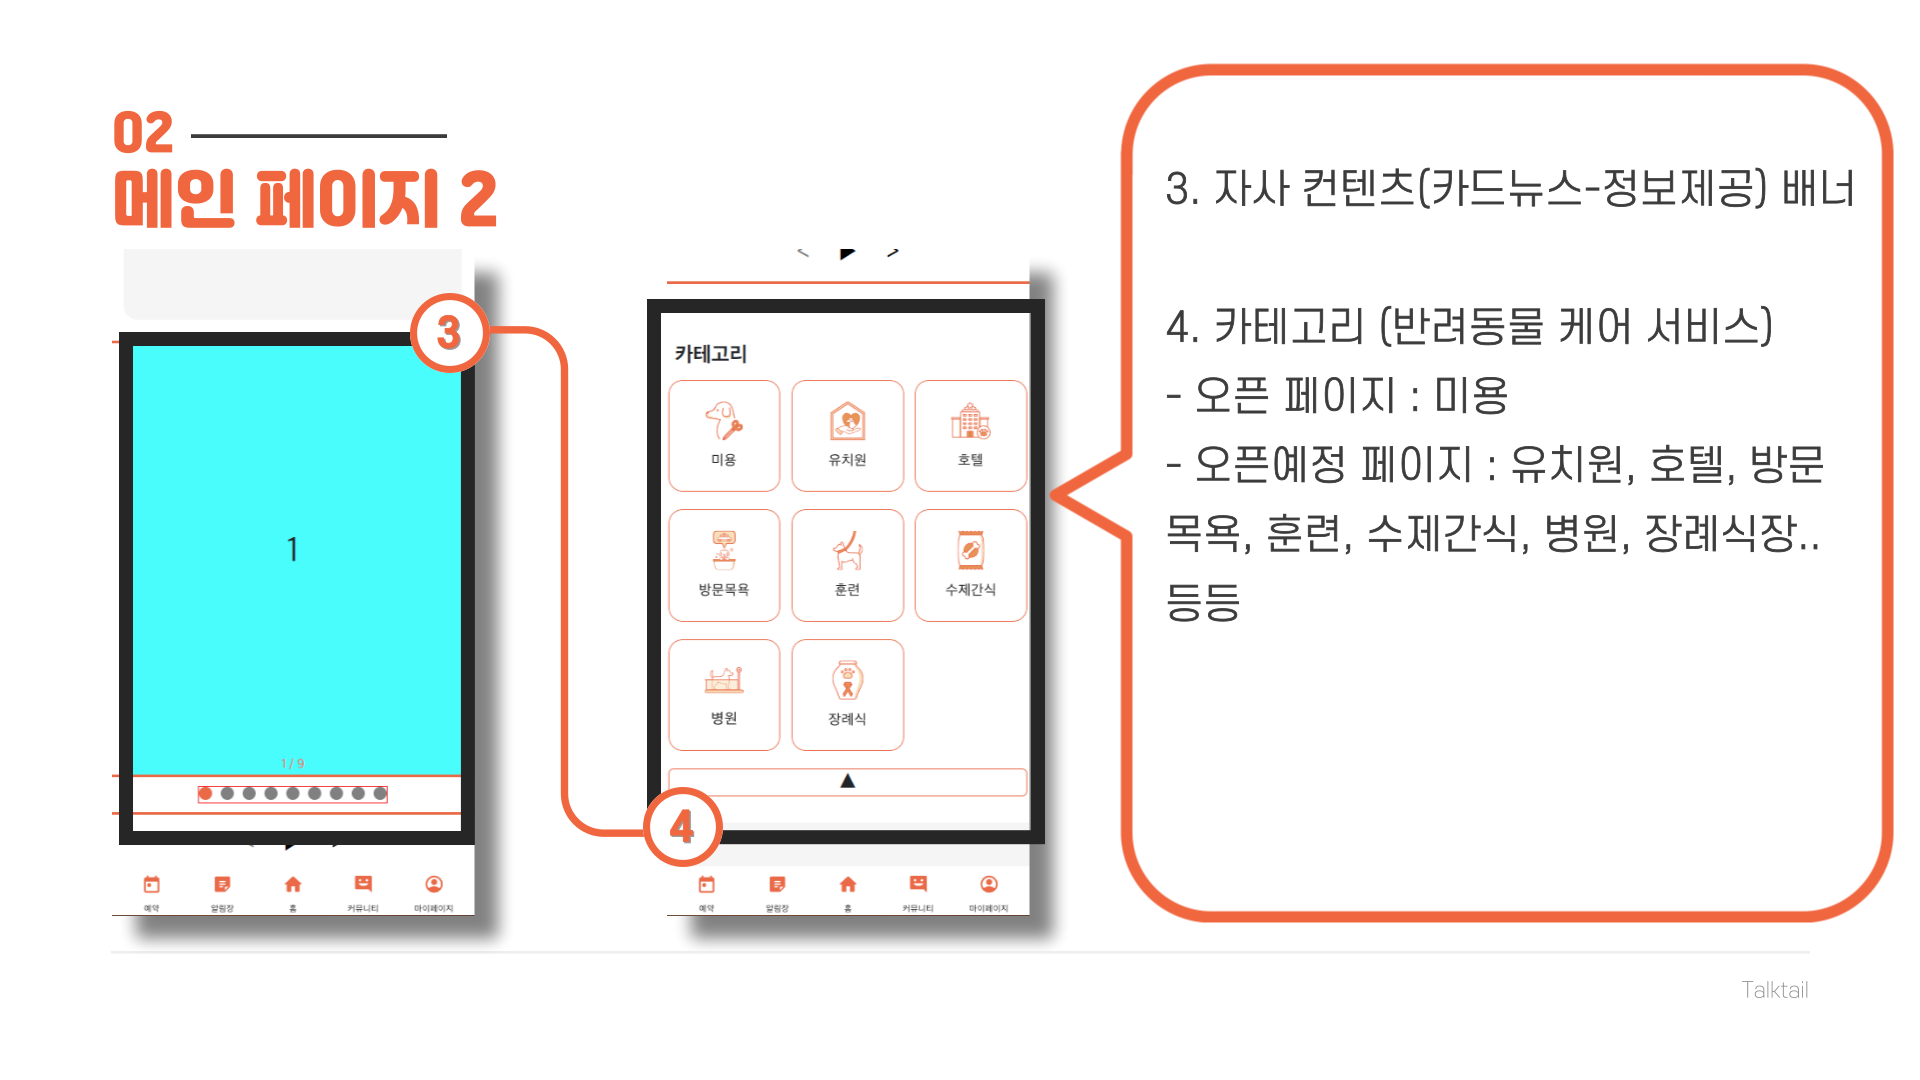 02
메인 페이지 2
3
1
1 / 9
예약
알림장
홈
커뮤니티
마이페이지
카테고리
미용
유치원
호텔
방문목욕
훈련
수제간식
병원
장례식
4
예약
알림장
홈
커뮤니티
마이페이지
3. 자사 컨텐츠(카드뉴스-정보제공) 배너
4. 카테고리 (반려동물 케어 서비스)
- 오픈 페이지 : 미용
- 오픈예정 페이지 : 유치원, 호텔, 방문
목욕, 훈련, 수제간식, 병원, 장례식장..
등등
Talktail